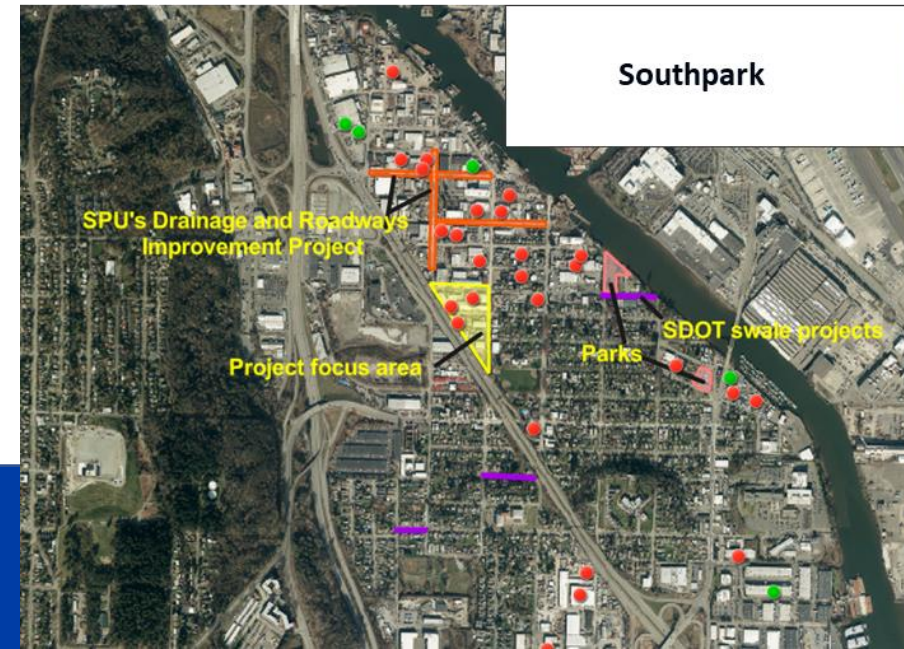 Southpark
SPU's Drainage and Roadways
Improvement Project
SDOT swale projects
Parks
Project focus area